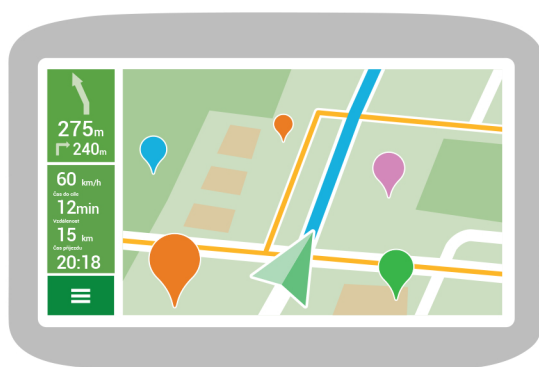 275m
240m
60 km/h
Čas do cíle
12min
Vzdálenost
15 km
Čas příjezdu
20:18